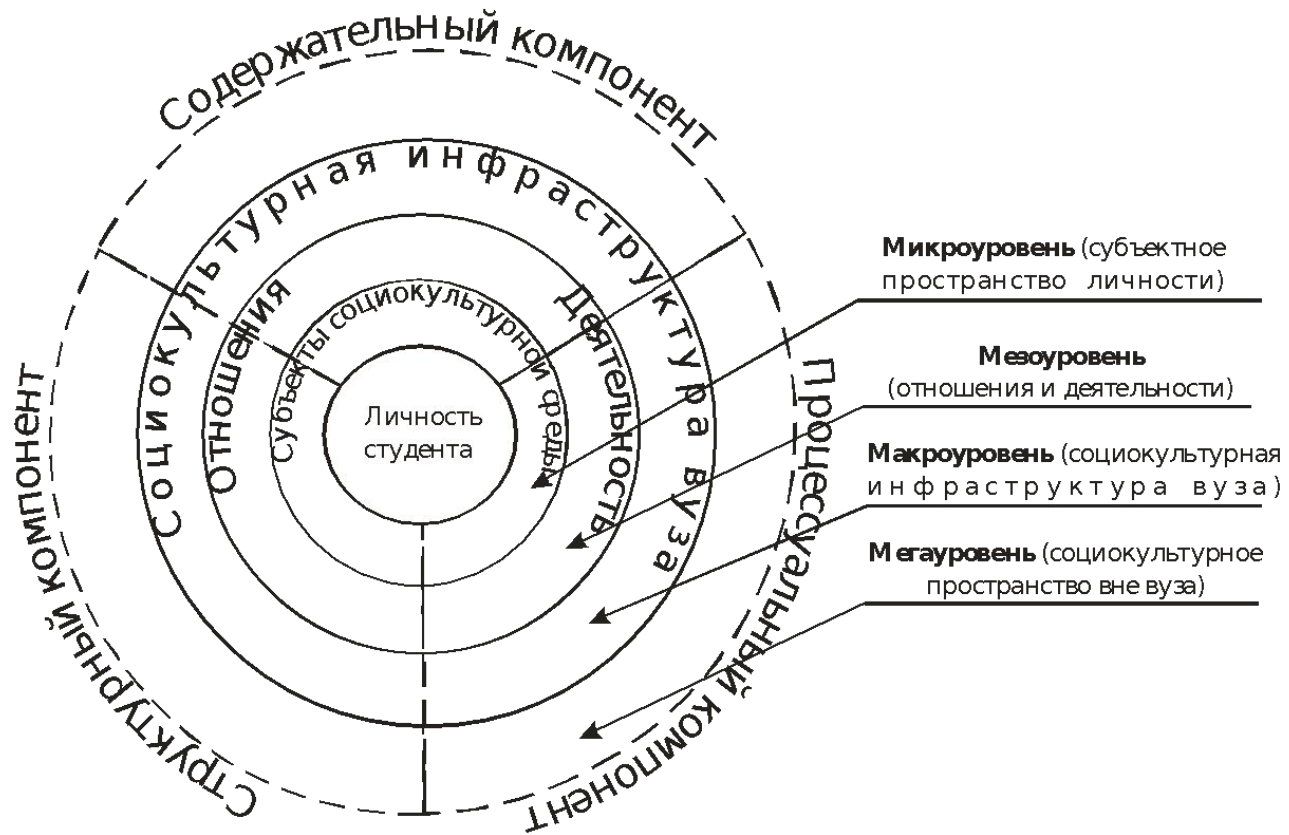 Содержательный компонент
Социокультурная инфраструктура вуза
Отношения
Деятельность
Субъекты социокультурной среды
Личность
студента
Структурный компонент
Процессуальный компонент
Микроуровень (субъектное
пространство личности)
Мезоуровень
(отношения и деятельности)
Макроуровень (социокультурная
инфраструктура вуза)
Мегауровень (социокультурное
пространство вне вуза)